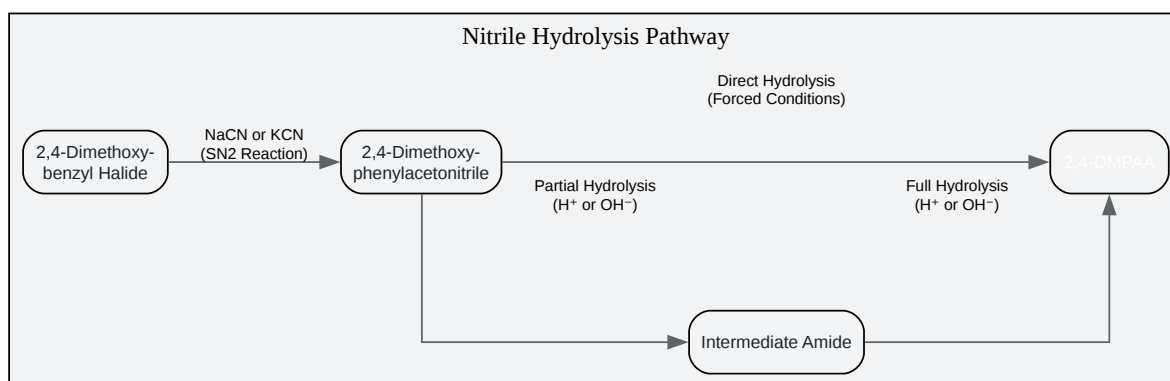 Nitrile Hydrolysis Pathway
Direct Hydrolysis
(Forced Conditions)
NaCN or KCN
(SN2 Reaction)
2,4-Dimethoxy-
benzyl Halide
2,4-Dimethoxy-
phenylacetonitrile
2,4-DMPAA
Partial Hydrolysis
(H⁺ or OH⁻)
Full Hydrolysis
(H⁺ or OH⁻)
Intermediate Amide